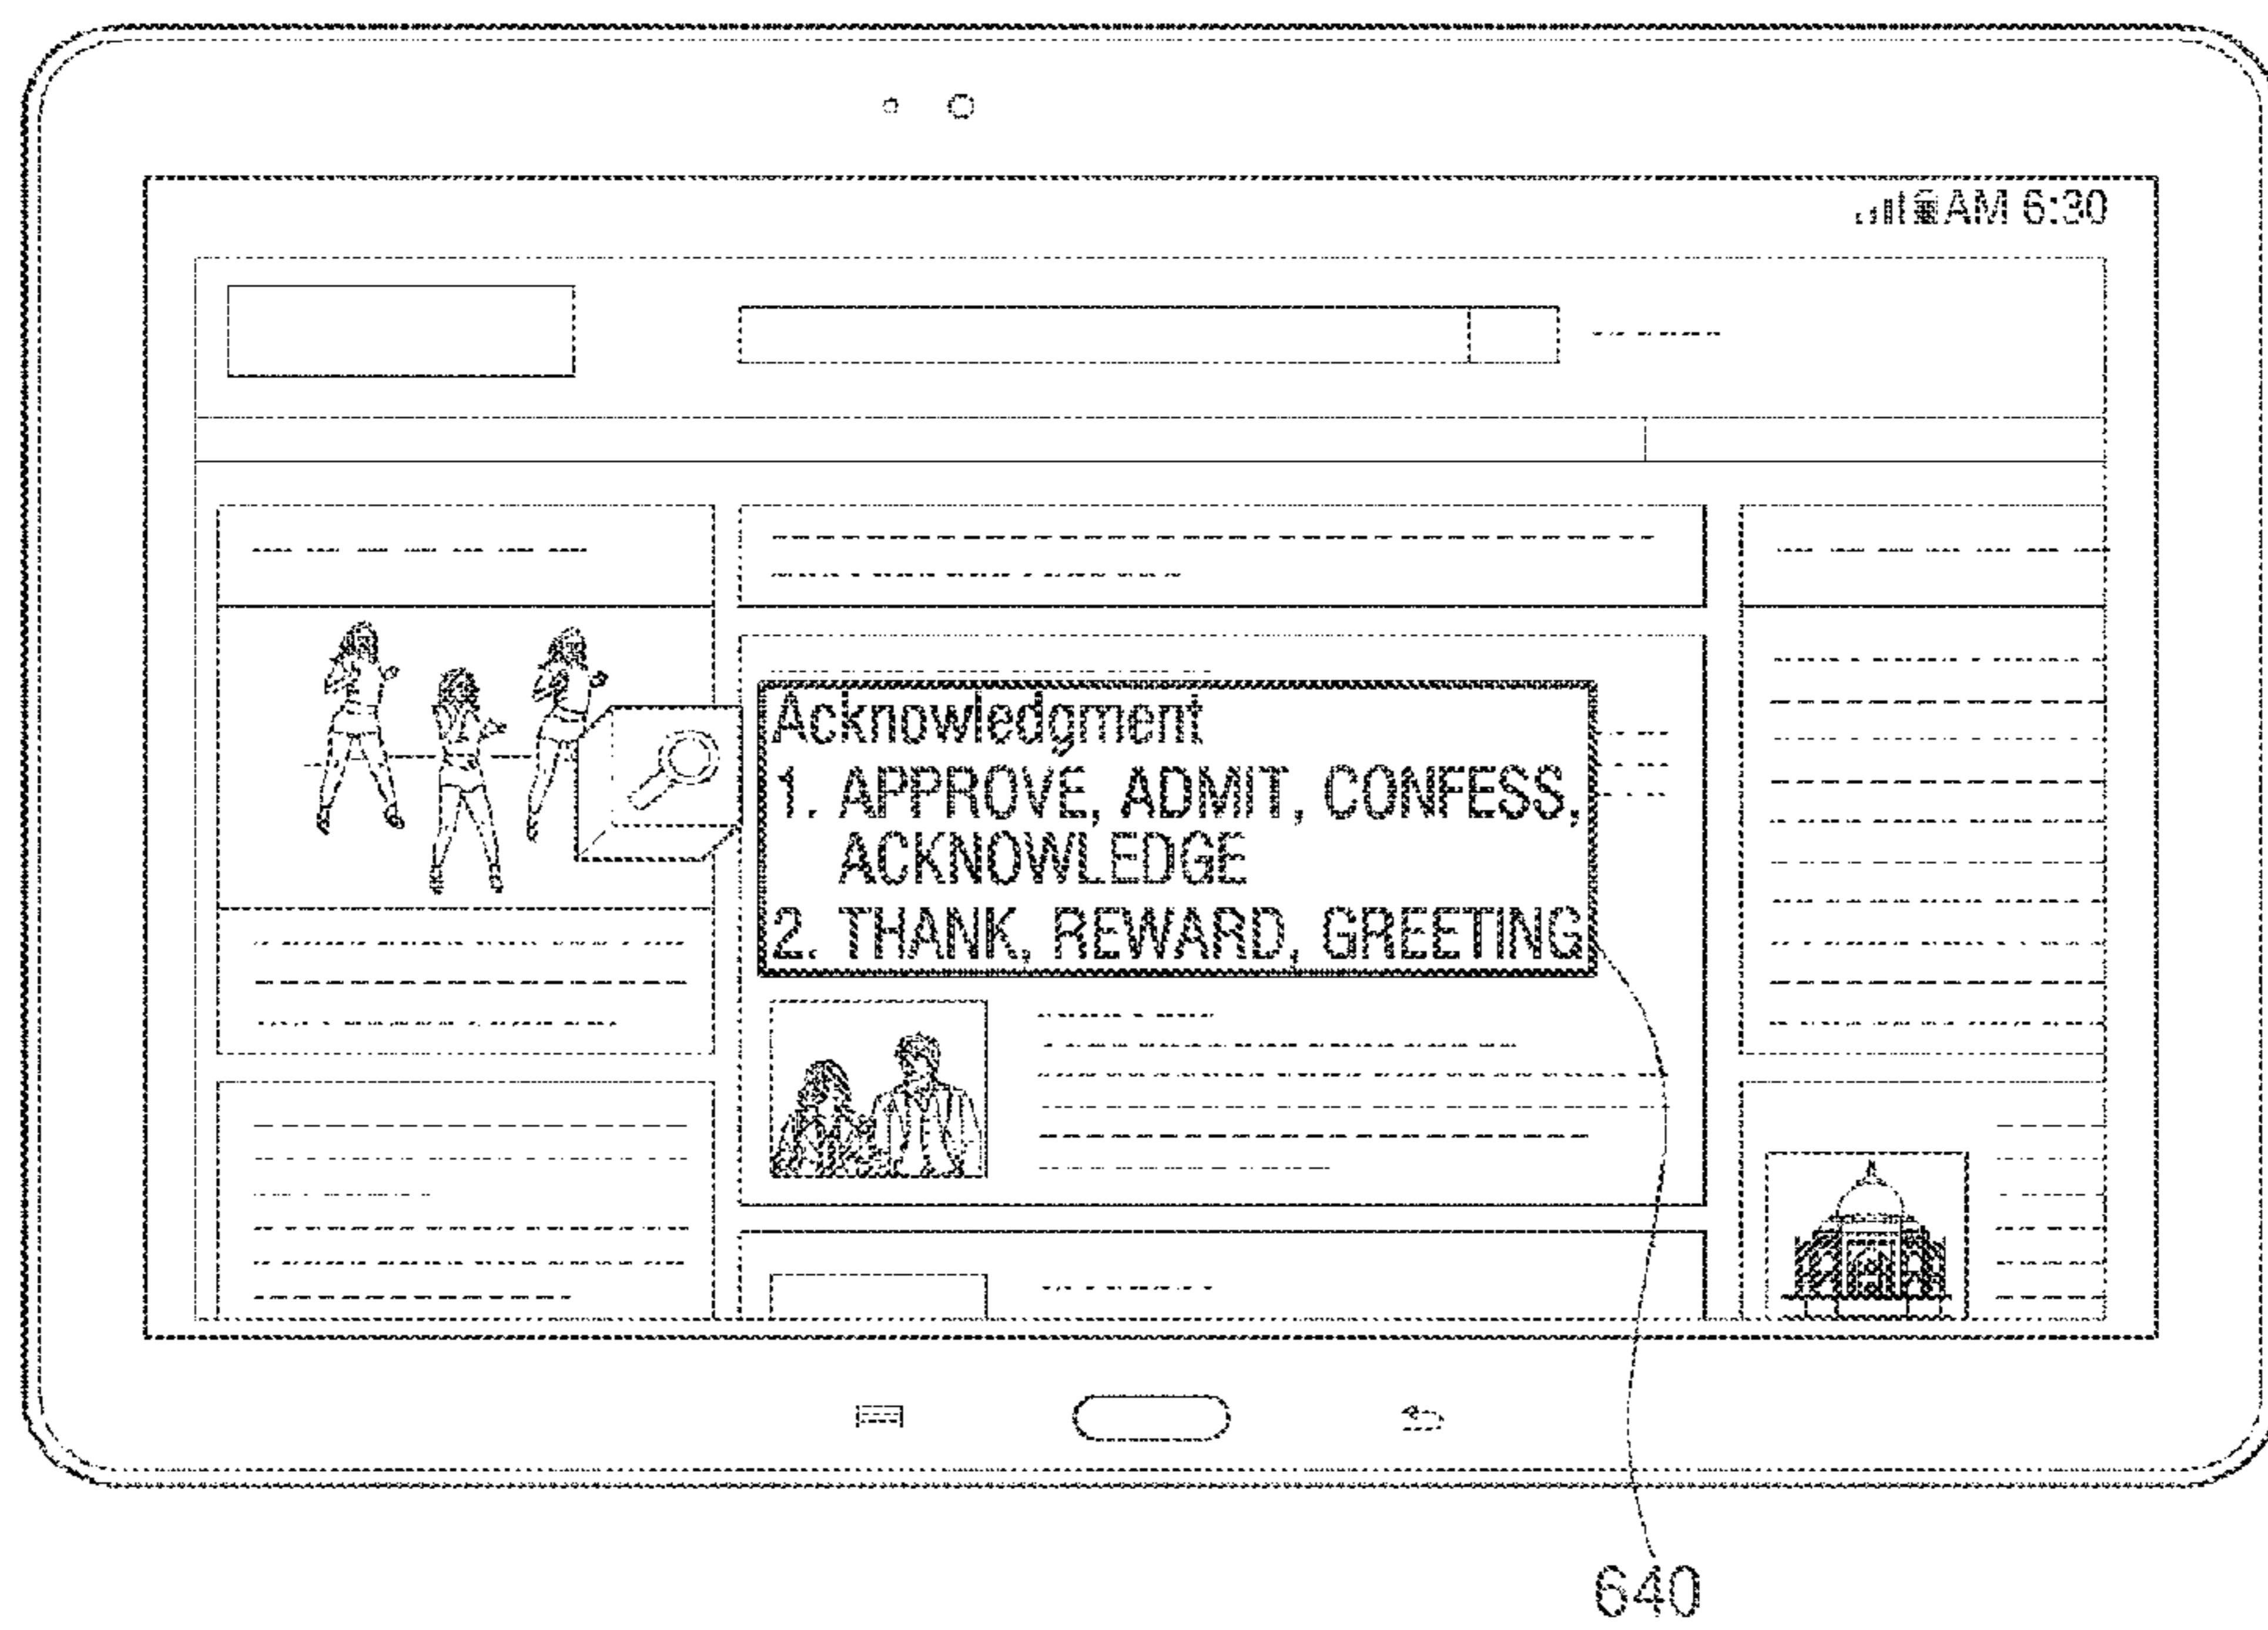 AM 6:30
Acknowledgment
1. APPROVE, ADMIT, CONFESS,
ACKNOWLEDGE
2. THANK, REWARD, GREETING
640